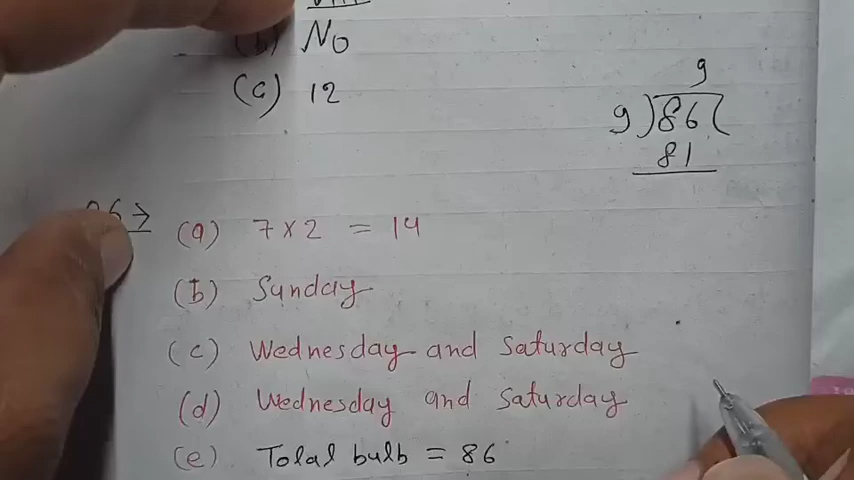 (b) No
(c) 12
9
9)86(
81
(a) 7 × 2 = 14
(b) Sunday
(c) Wednesday and Saturday
(d) Wednesday and Saturday
(e) Total bulb = 86